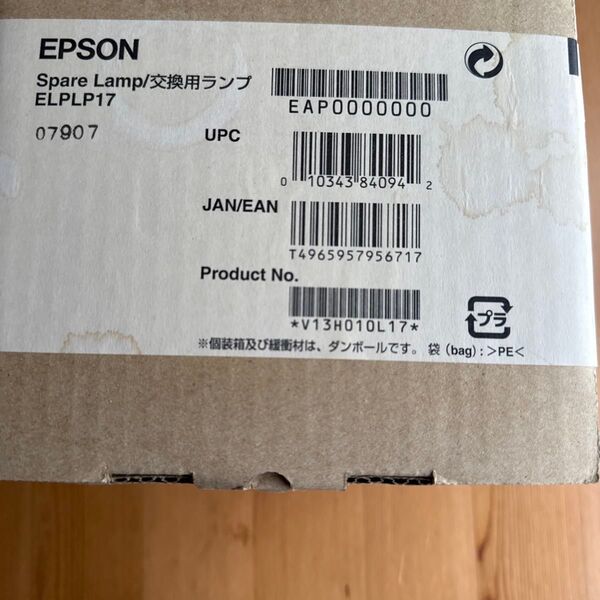 EPSON
Spare Lamp/交換用ランプ
ELPLP17
07907
EAP0000000
UPC
0 10343 84094 2
JAN/EAN
T4965957956717
Product No.
*V13H010L17*
プラ
※個装箱及び緩衝材は、ダンボールです。 袋 (bag) : >PE<